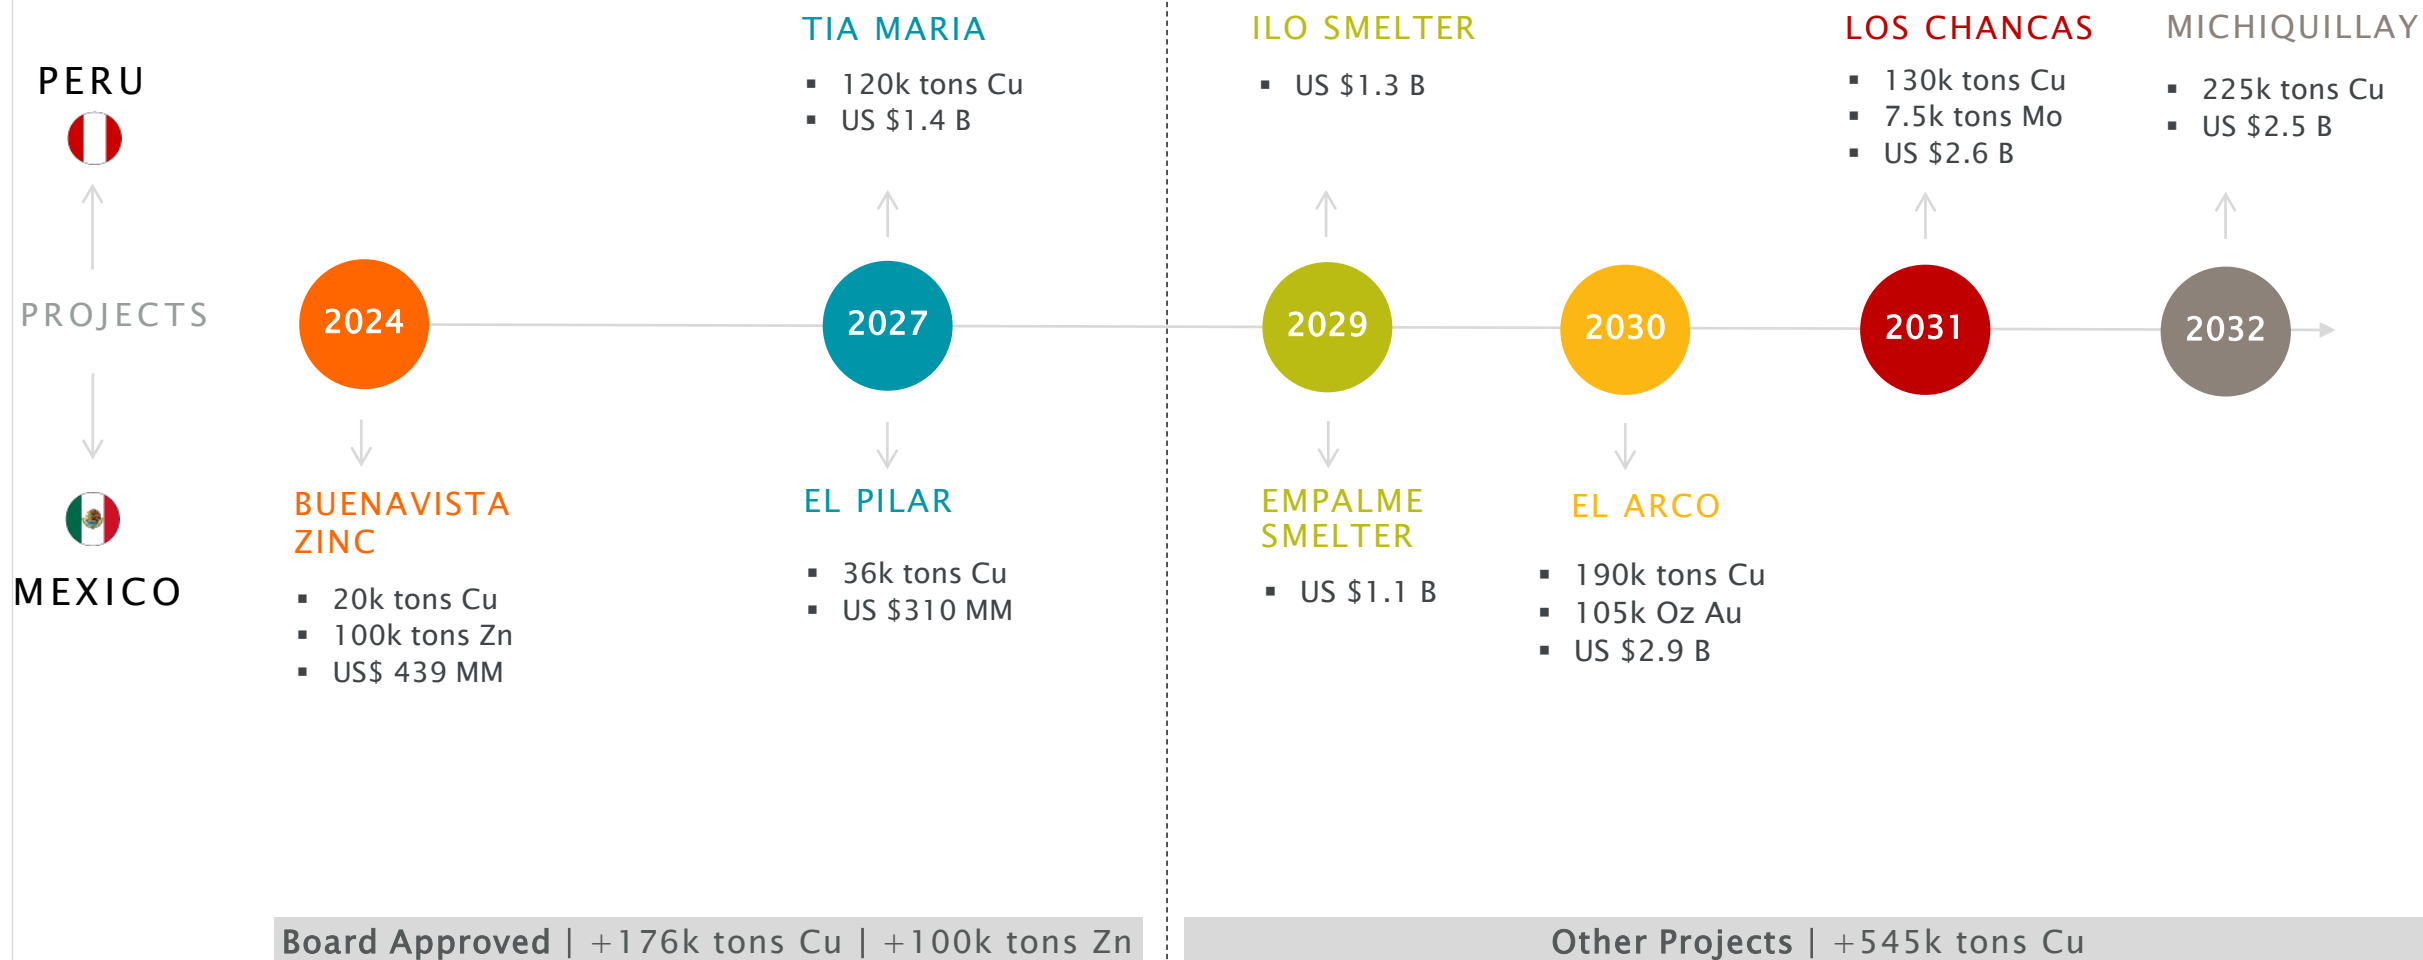 PERU
PROJECTS
MEXICO
TIA MARIA
▪ 120k tons Cu
▪ US $1.4 B
ILO SMELTER
▪ US $1.3 B
LOS CHANCAS
▪ 130k tons Cu
▪ 7.5k tons Mo
▪ US $2.6 B
MICHIQUILLAY
▪ 225k tons Cu
▪ US $2.5 B
2024
2027
2029
2030
2031
2032
BUENAVISTA
ZINC
▪ 20k tons Cu
▪ 100k tons Zn
▪ US$ 439 MM
EL PILAR
▪ 36k tons Cu
▪ US $310 MM
EMPALME
SMELTER
▪ US $1.1 B
EL ARCO
▪ 190k tons Cu
▪ 105k Oz Au
▪ US $2.9 B
Board Approved | +176k tons Cu | +100k tons Zn
Other Projects | +545k tons Cu